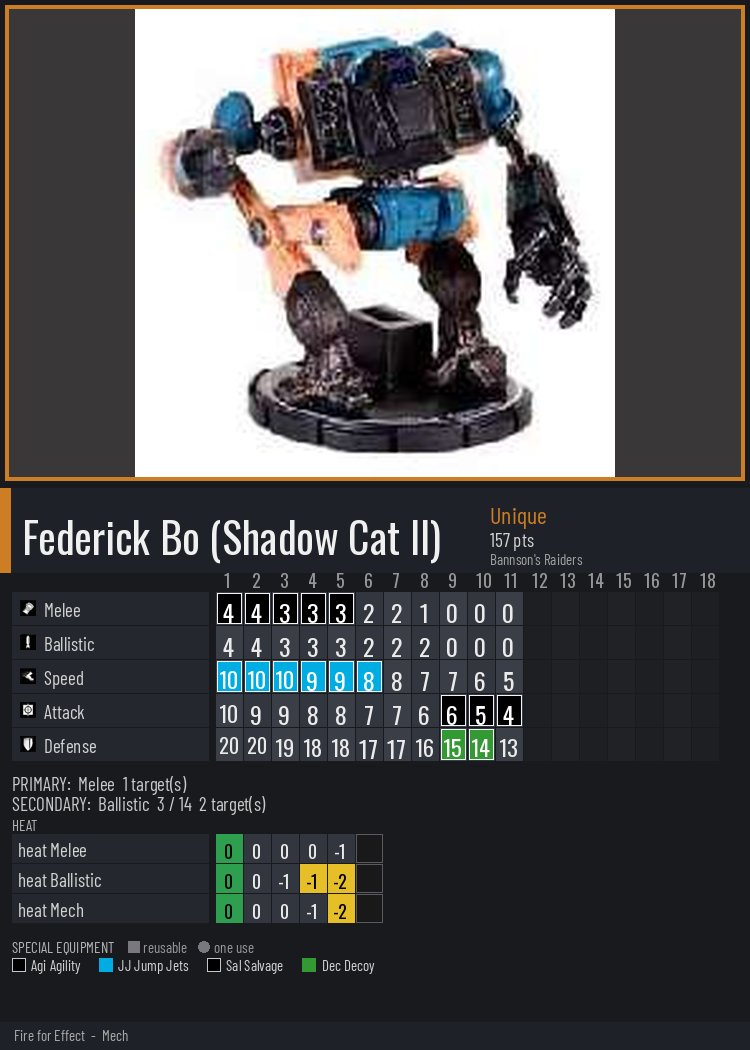 Federick Bo (Shadow Cat II)
Unique
157 pts
Bannson's Raiders
1 2 3 4 5 6 7 8 9 10 11 12 13 14 15 16 17 18
Melee 4 4 3 3 3 2 2 1 0 0 0
Ballistic 4 4 3 3 3 2 2 2 0 0 0
Speed 10 10 10 9 9 8 8 7 7 6 5
Attack 10 9 9 8 8 7 7 6 6 5 4
Defense 20 20 19 18 18 17 17 16 15 14 13
PRIMARY: Melee 1 target(s)
SECONDARY: Ballistic 3 / 14 2 target(s)
HEAT
heat Melee 0 0 0 0 -1
heat Ballistic 0 0 -1 -1 -2
heat Mech 0 0 0 -1 -2
SPECIAL EQUIPMENT reusable one use
Agi Agility JJ Jump Jets Sal Salvage Dec Decoy
Fire for Effect - Mech